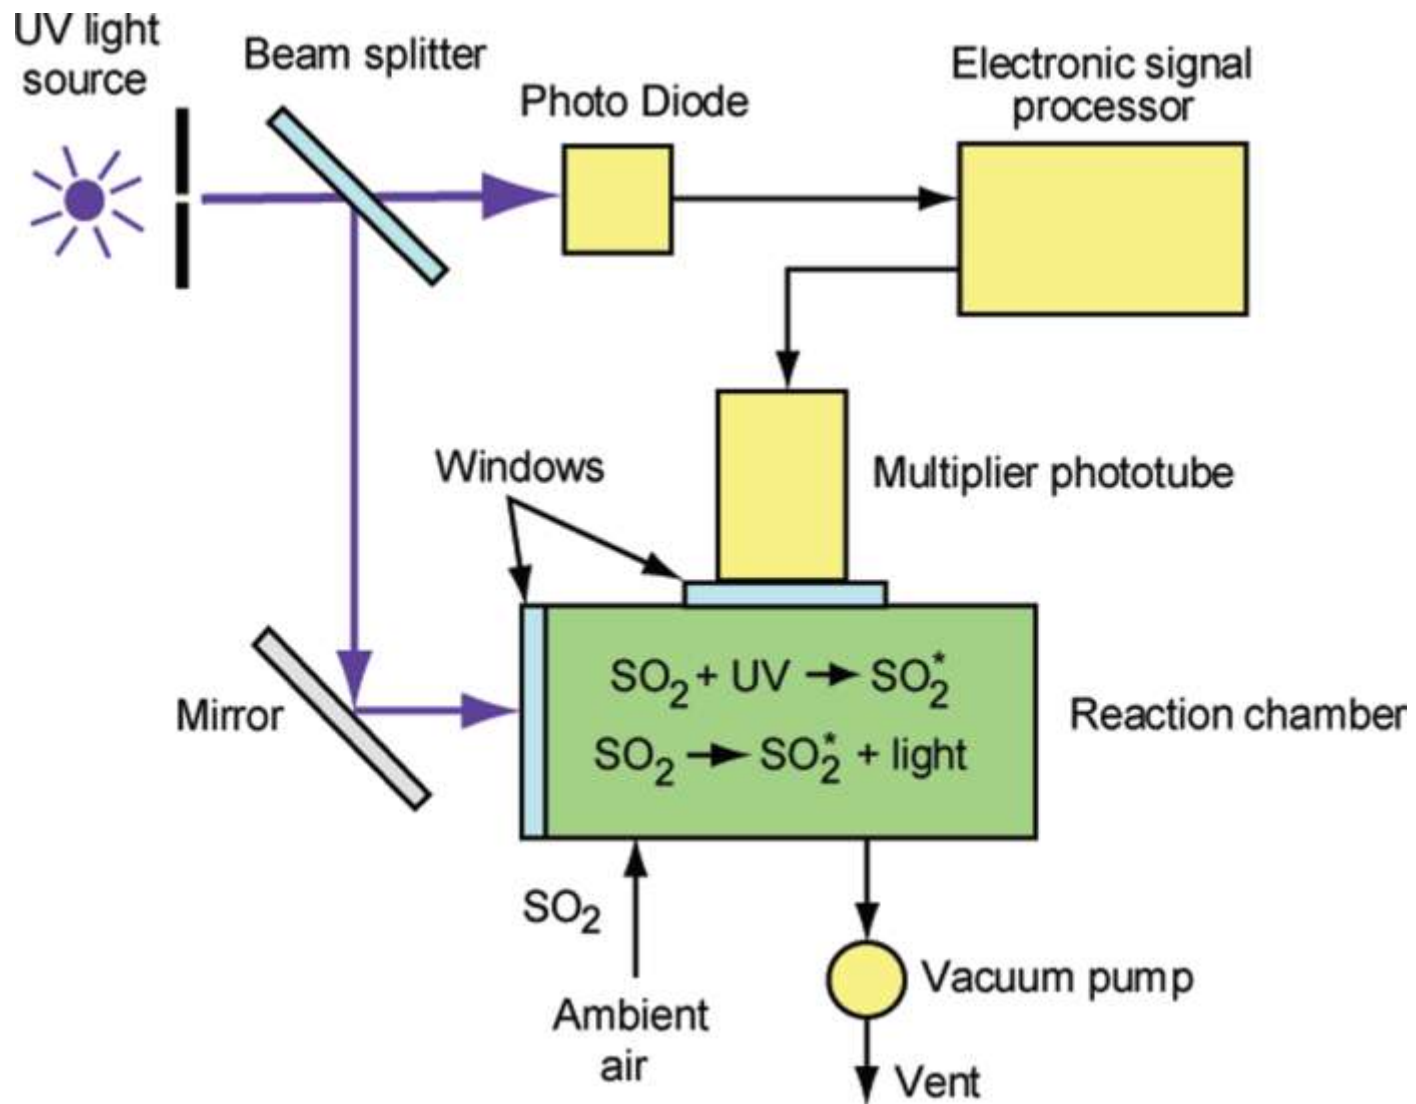 UV light
source
Beam splitter
Photo Diode
Electronic signal
processor
Windows
Multiplier phototube
Mirror
SO₂ + UV → SO₂*
SO₂ → SO₂* + light
Reaction chamber
SO₂
Ambient
air
Vacuum pump
Vent